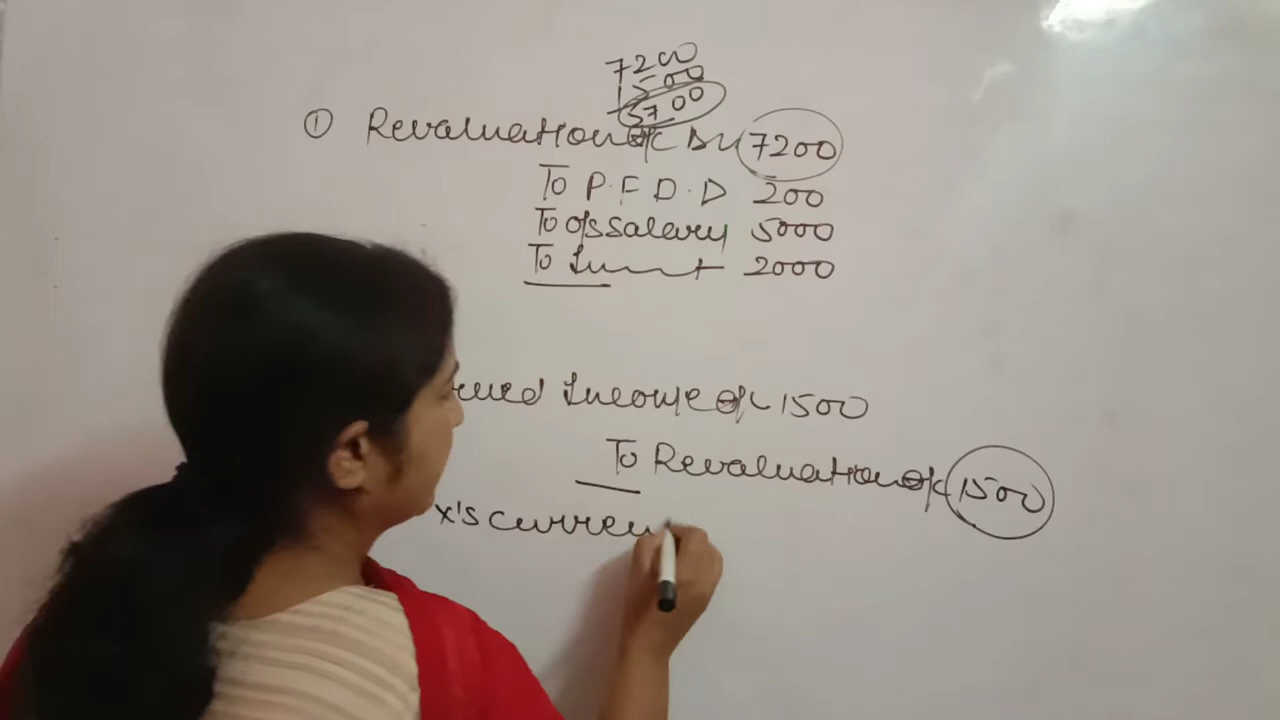 7200
1500
5700
① Revaluation a/c Dr 7200
To P.F.D.D 200
To o/s salary 5000
To 2000
Income a/c 1500
To Revaluation a/c 1500
X's curren